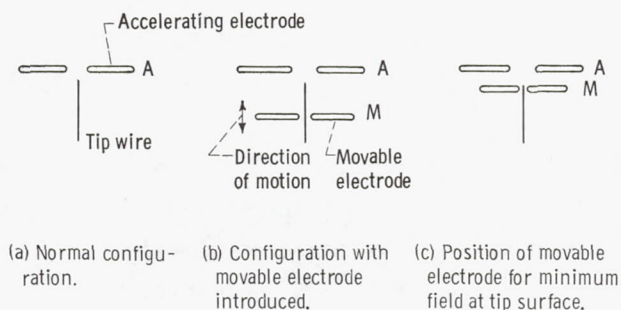 Accelerating electrode
A
Tip wire
A
M
Direction of motion
Movable electrode
A
M
(a) Normal configu-
ration.
(b) Configuration with
movable electrode
introduced.
(c) Position of movable
electrode for minimum
field at tip surface.